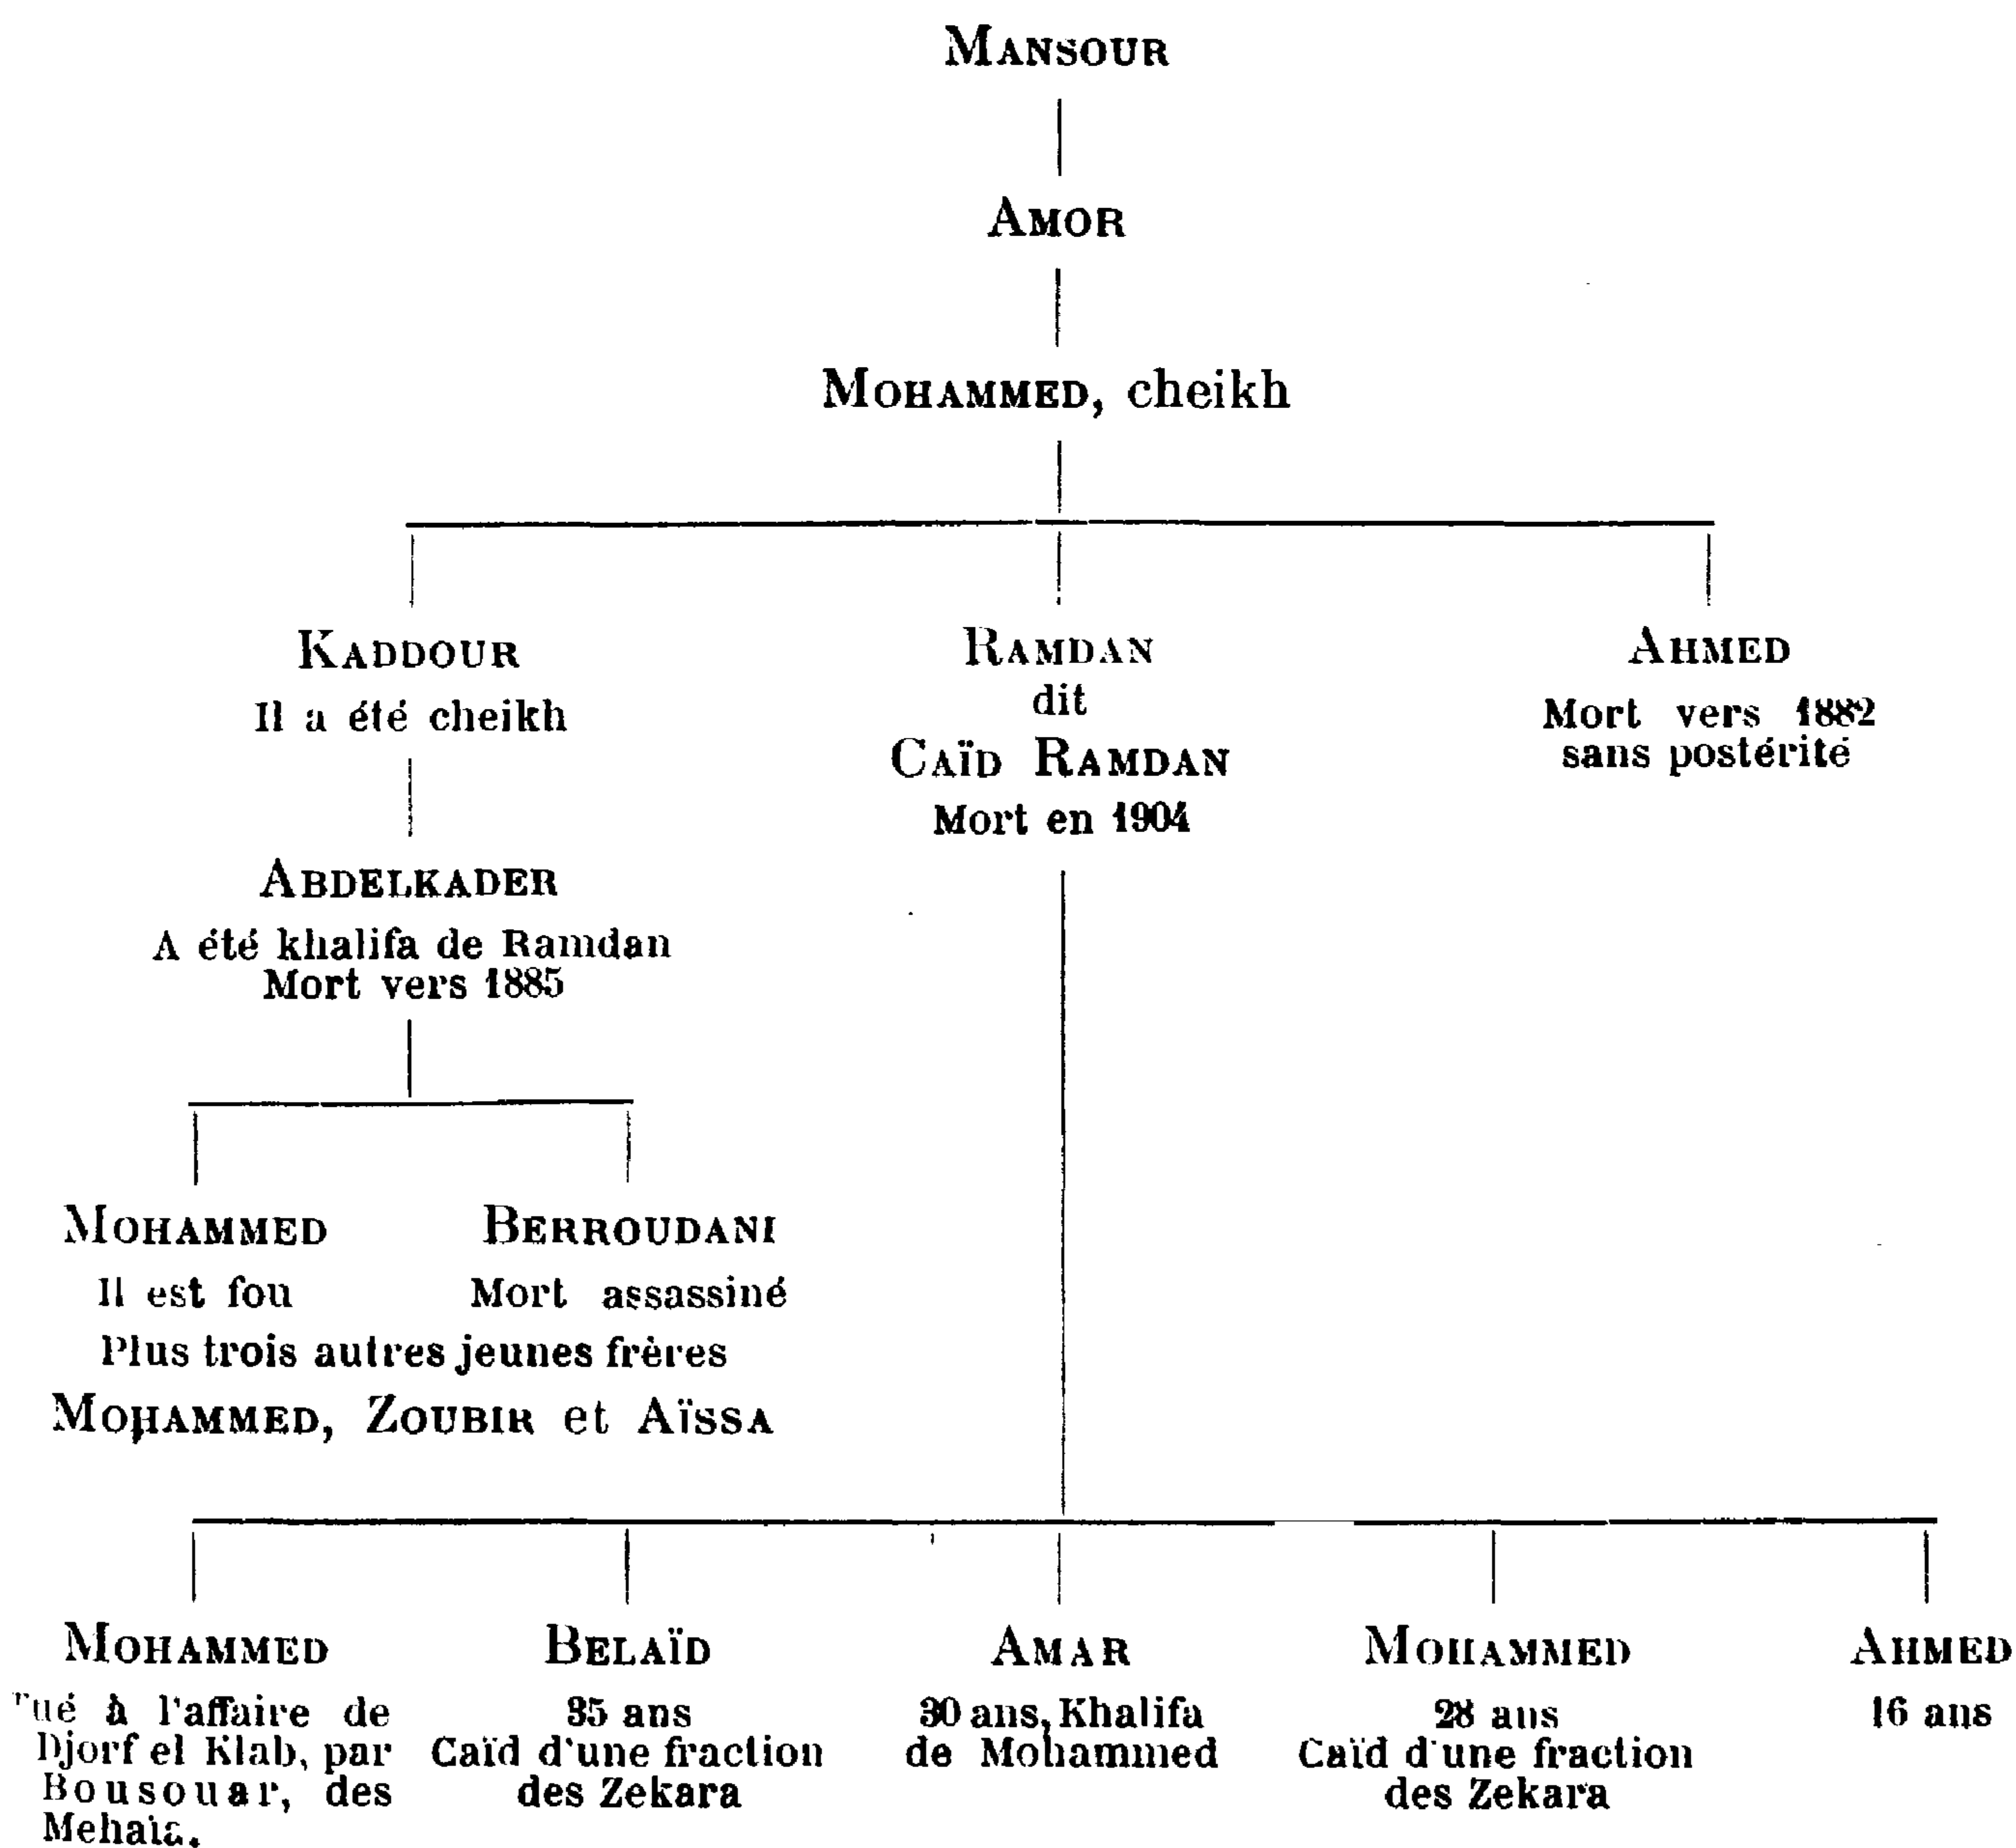 MANSOUR
AMOR
MOHAMMED, cheikh
KADDOUR
Il a été cheikh
RAMDAN
dit
CAÏD RAMDAN
Mort en 1904
AHMED
Mort vers 1882
sans postérité
ABDELKADER
A été khalifa de Ramdan
Mort vers 1885
MOHAMMED
Il est fou
BERROUDANI
Mort assassiné
Plus trois autres jeunes frères
MOHAMMED, ZOUBIR et AÏSSA
MOHAMMED
Tué à l'affaire de
Djorf el Klab, par
Bousouar, des
Mehaïa.
BELAÏD
35 ans
Caïd d'une fraction
des Zekara
AMAR
30 ans, Khalifa
de Mohammed
MOHAMMED
28 ans
Caïd d'une fraction
des Zekara
AHMED
16 ans